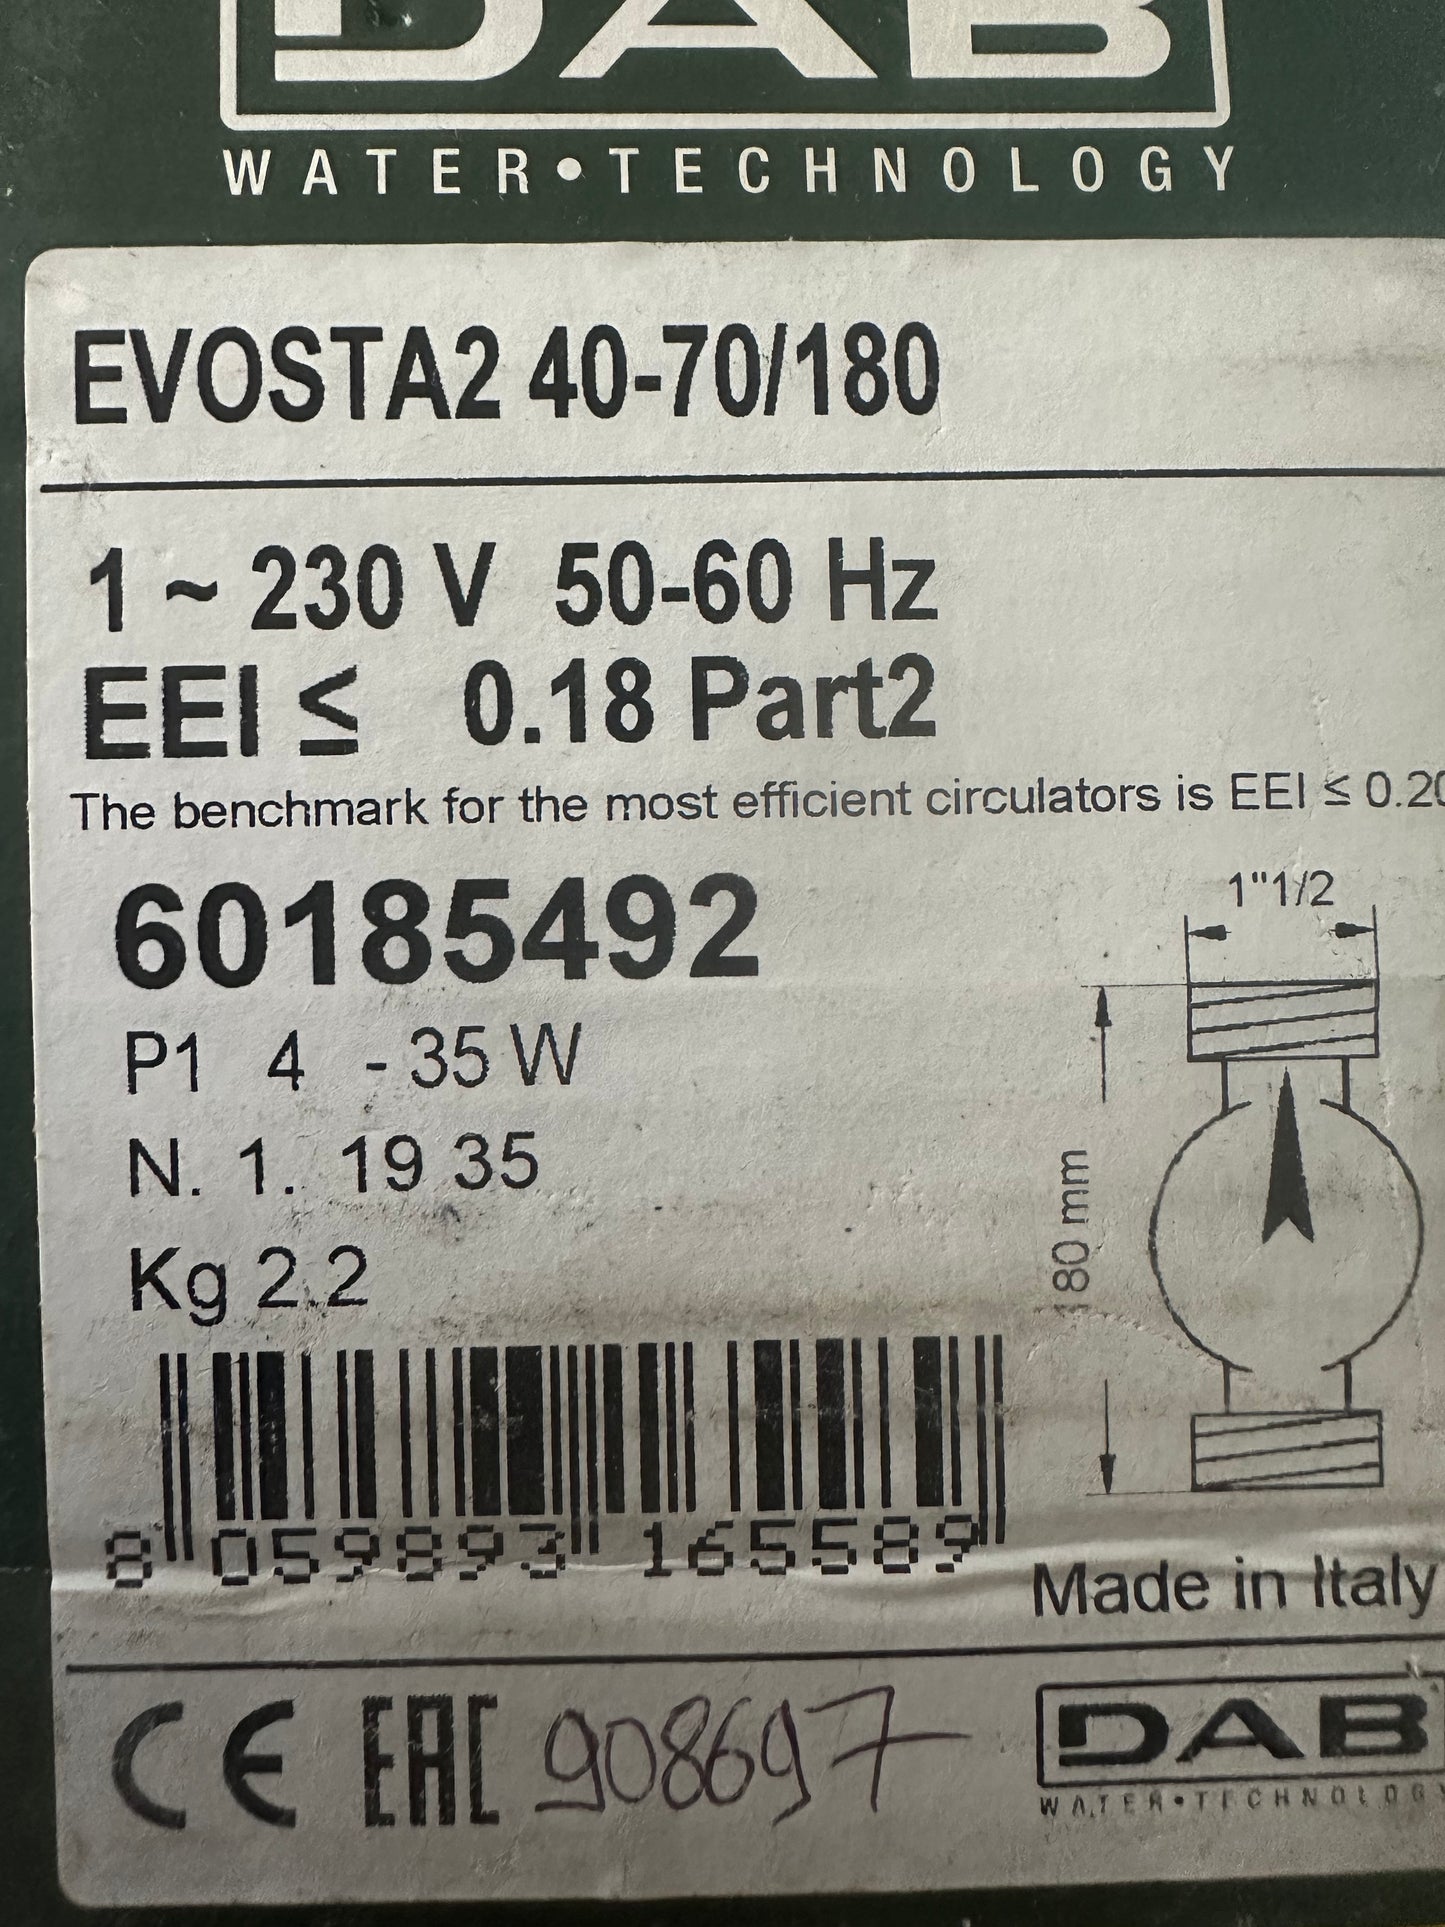 DAB
WATER•TECHNOLOGY
EVOSTA2 40-70/180
1 ~ 230 V 50-60 Hz
EEI ≤ 0.18 Part2
The benchmark for the most efficient circulators is EEI ≤ 0.20
60185492
1"1/2
P1 4 - 35 W
N. 1. 19 35
180 mm
Kg 2.2
8 059893 165589
Made in Italy
CE EAC 908697
DAB
WATER•TECHNOLOGY